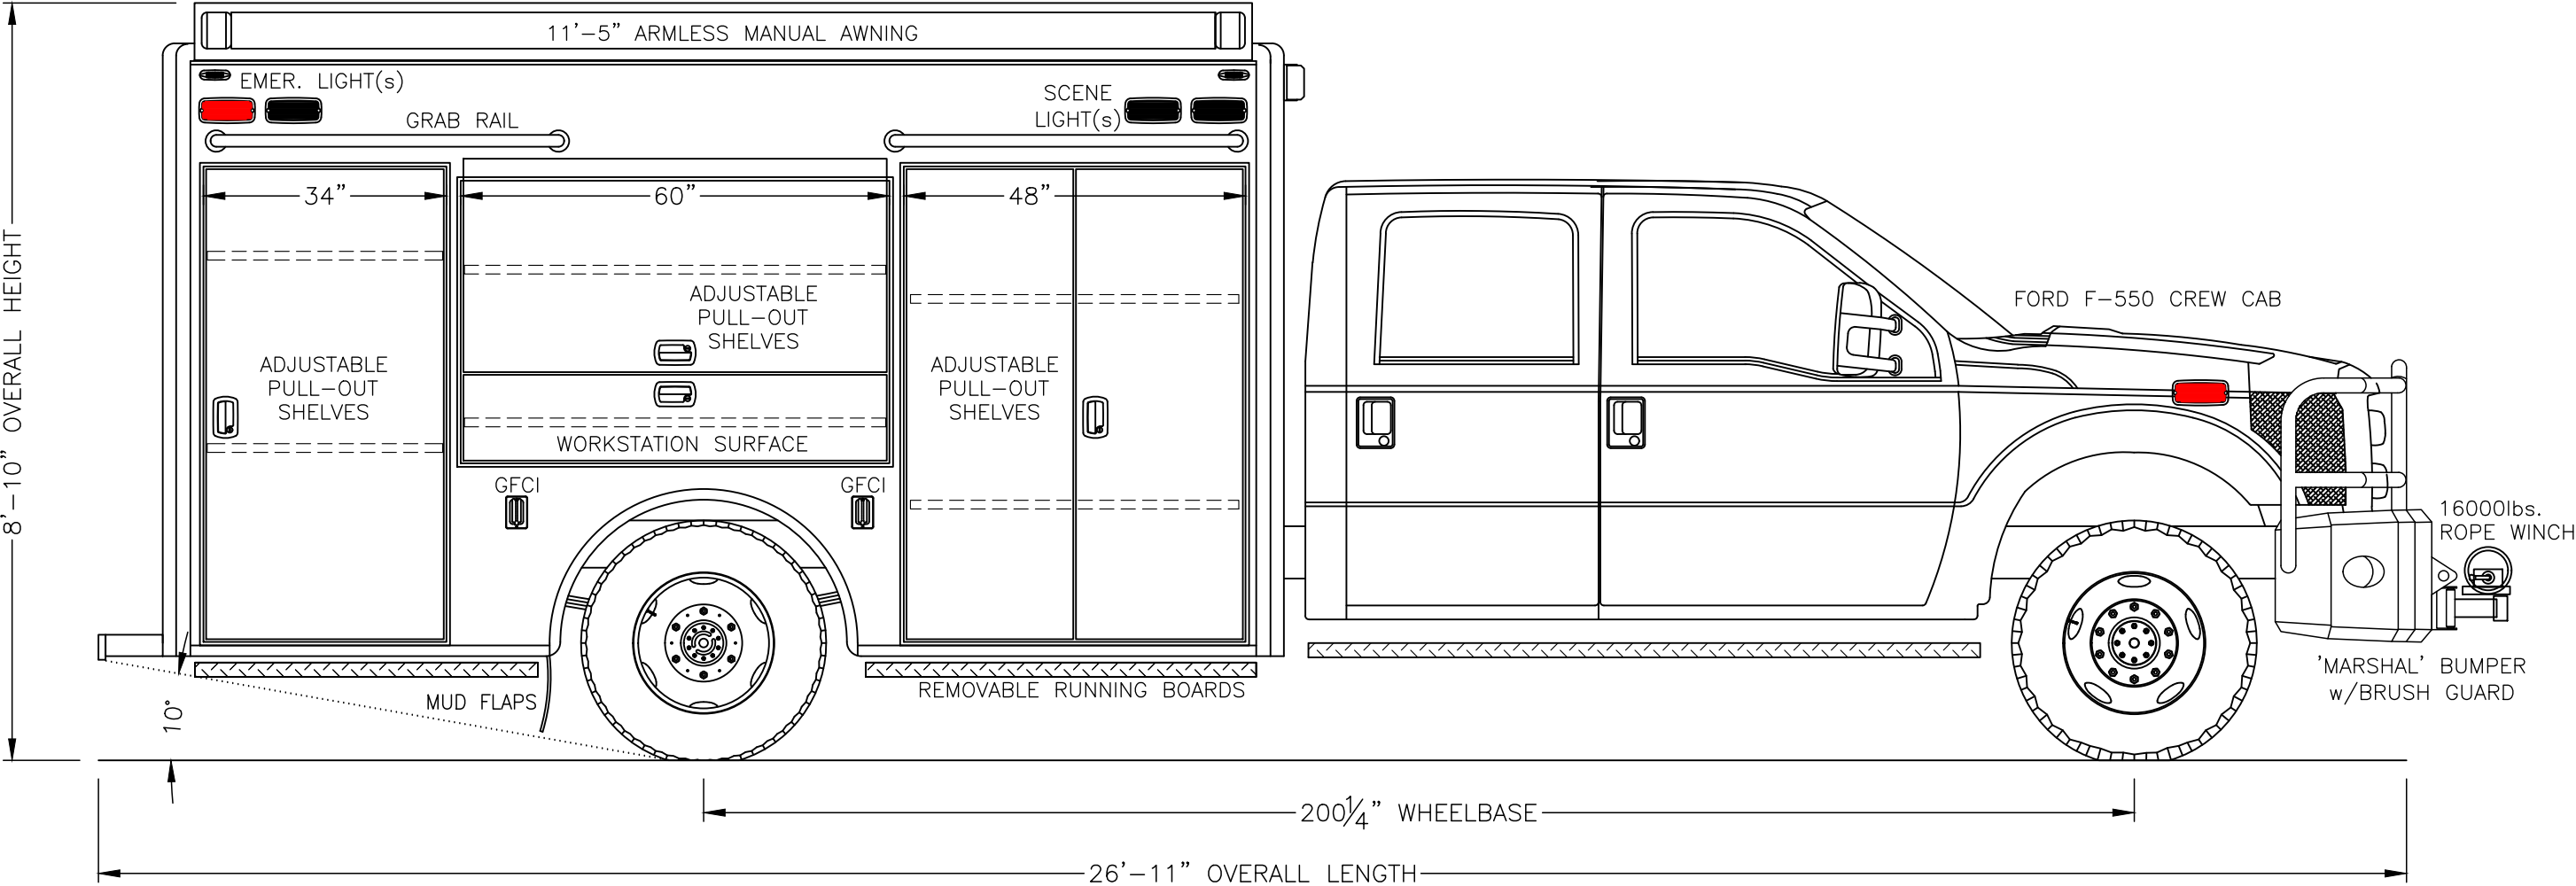 11'-5" ARMLESS MANUAL AWNING
EMER. LIGHT(s)
SCENE
LIGHT(s)
GRAB RAIL
34"
60"
48"
8'-10" OVERALL HEIGHT
ADJUSTABLE
PULL-OUT
SHELVES
ADJUSTABLE
PULL-OUT
SHELVES
ADJUSTABLE
PULL-OUT
SHELVES
WORKSTATION SURFACE
GFCI
GFCI
FORD F-550 CREW CAB
16000lbs.
ROPE WINCH
'MARSHAL' BUMPER
w/BRUSH GUARD
MUD FLAPS
REMOVABLE RUNNING BOARDS
10°
200¼" WHEELBASE
26'-11" OVERALL LENGTH